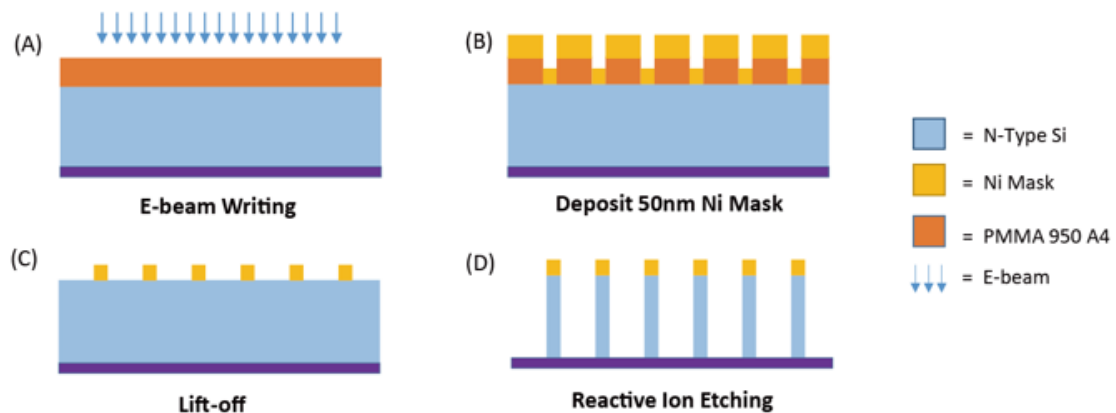 (A)
E-beam Writing
(B)
Deposit 50nm Ni Mask
(C)
Lift-off
(D)
Reactive Ion Etching
= N-Type Si
= Ni Mask
= PMMA 950 A4
= E-beam